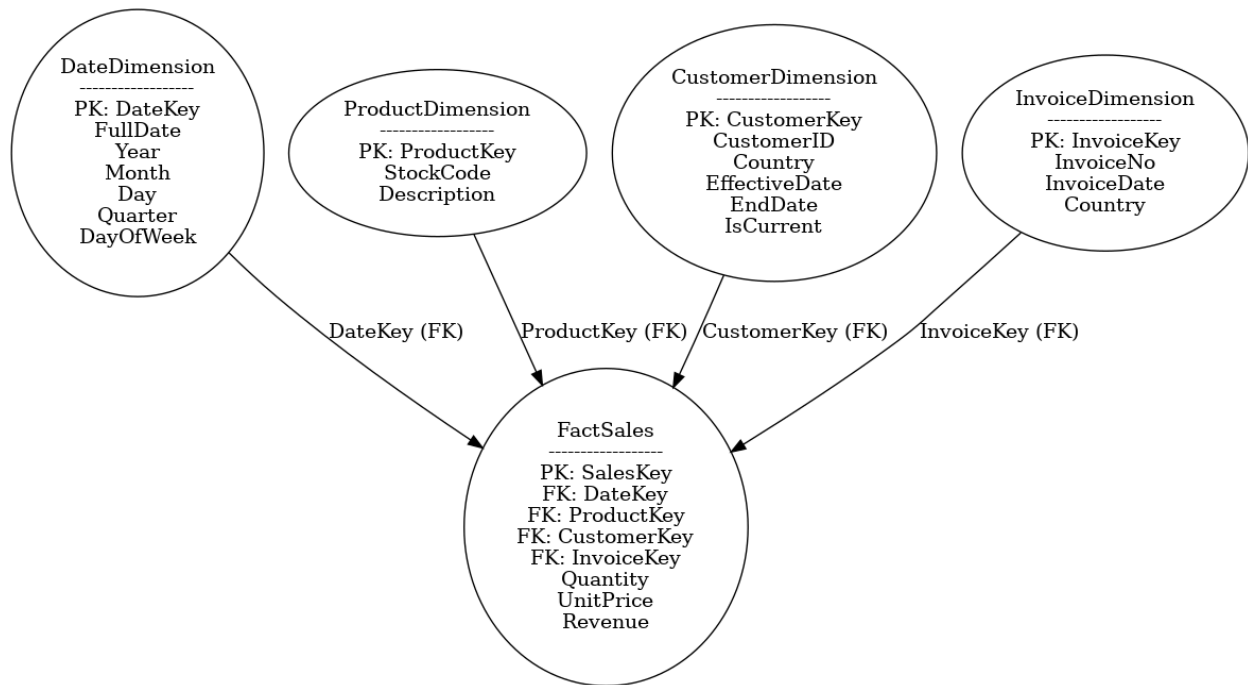 DateDimension
------------------
PK: DateKey
FullDate
Year
Month
Day
Quarter
DayOfWeek
ProductDimension
------------------
PK: ProductKey
StockCode
Description
CustomerDimension
------------------
PK: CustomerKey
CustomerID
Country
EffectiveDate
EndDate
IsCurrent
InvoiceDimension
------------------
PK: InvoiceKey
InvoiceNo
InvoiceDate
Country
DateKey (FK)
ProductKey (FK)
CustomerKey (FK)
InvoiceKey (FK)
FactSales
------------------
PK: SalesKey
FK: DateKey
FK: ProductKey
FK: CustomerKey
FK: InvoiceKey
Quantity
UnitPrice
Revenue